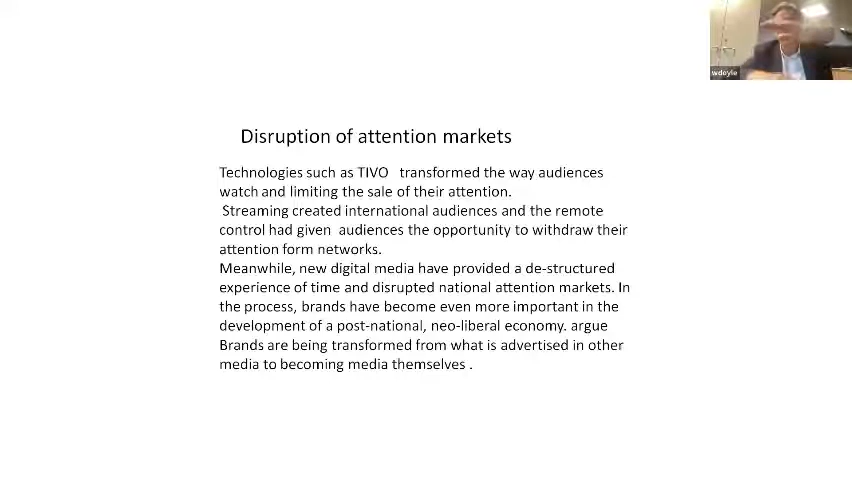 wdoyle
Disruption of attention markets
Technologies such as TIVO   transformed the way audiences
watch and limiting the sale of their attention.
Streaming created international audiences and the remote
control had given  audiences the opportunity to withdraw their
attention form networks.
Meanwhile, new digital media have provided a de-structured
experience of time and disrupted national attention markets. In
the process, brands have become even more important in the
development of a post-national, neo-liberal economy. argue
Brands are being transformed from what is advertised in other
media to becoming media themselves .